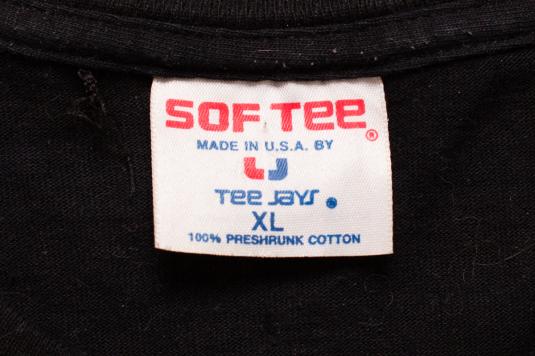 SOF-TEE®
MADE IN U.S.A. BY
TEE JAYS ®
XL
100% PRESHRUNK COTTON